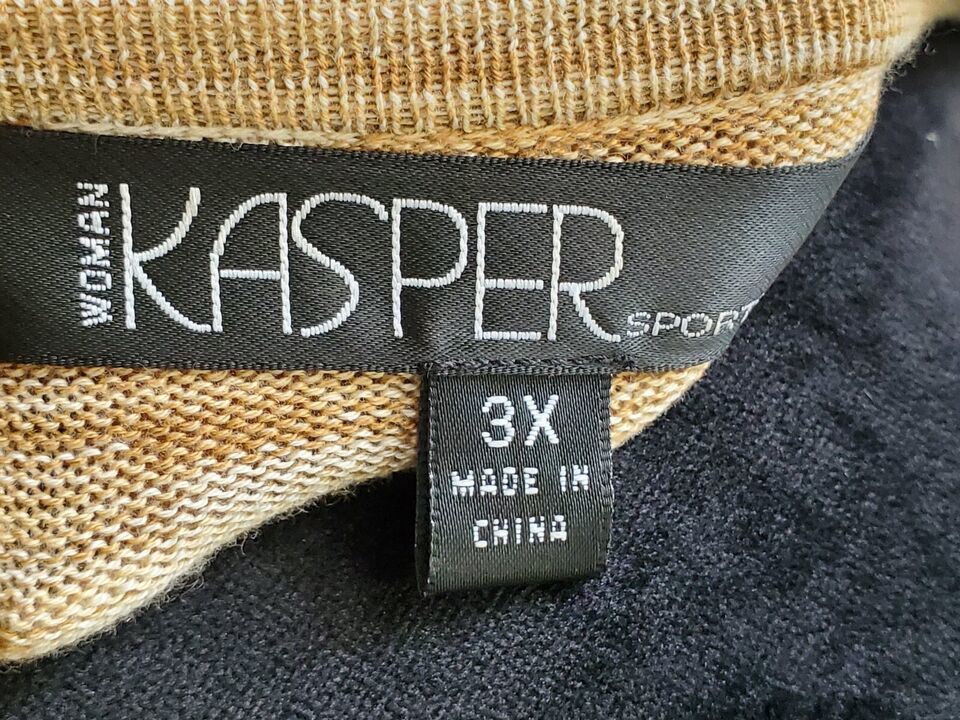 WOMAN
KASPER
SPORT
3X
MADE IN
CHINA